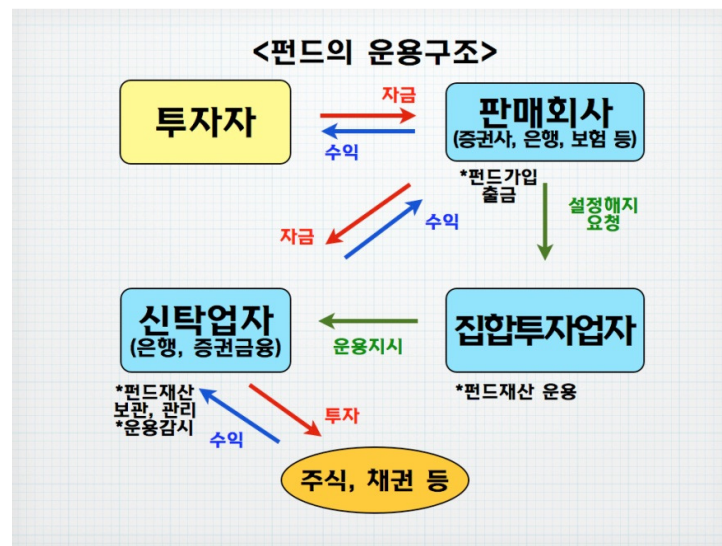 <펀드의 운용구조>
투자자
자금
수익
판매회사
(증권사, 은행, 보험 등)
*펀드가입
출금
설정해지
요청
자금
수익
신탁업자
(은행, 증권금융)
운용지시
집합투자업자
*펀드재산
보관, 관리
*운용감시
*펀드재산 운용
투자
수익
주식, 채권 등